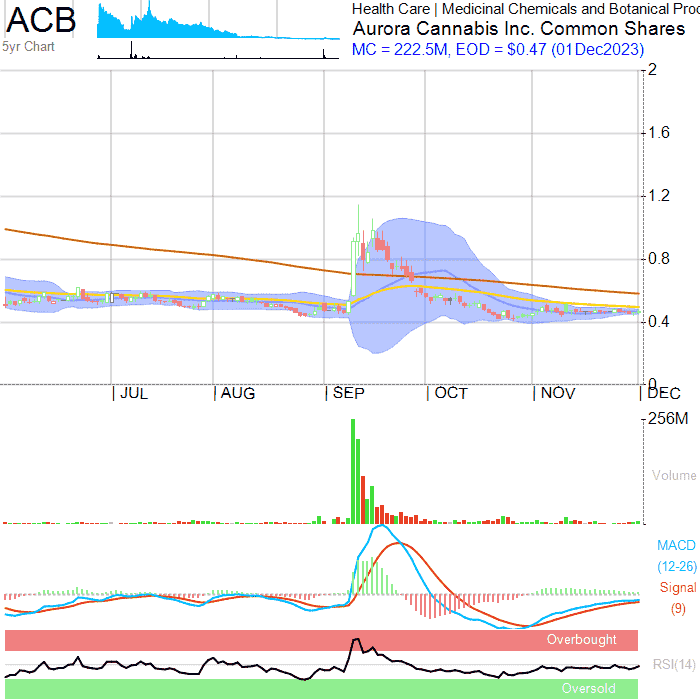 ACB
5yr Chart
Health Care | Medicinal Chemicals and Botanical Proc
Aurora Cannabis Inc. Common Shares
MC = 222.5M, EOD = $0.47 (01Dec2023)
2
1.6
1.2
0.8
0.4
0
JUL
AUG
SEP
OCT
NOV
DEC
256M
Volume
MACD
(12-26)
Signal
(9)
Overbought
RSI(14)
Oversold